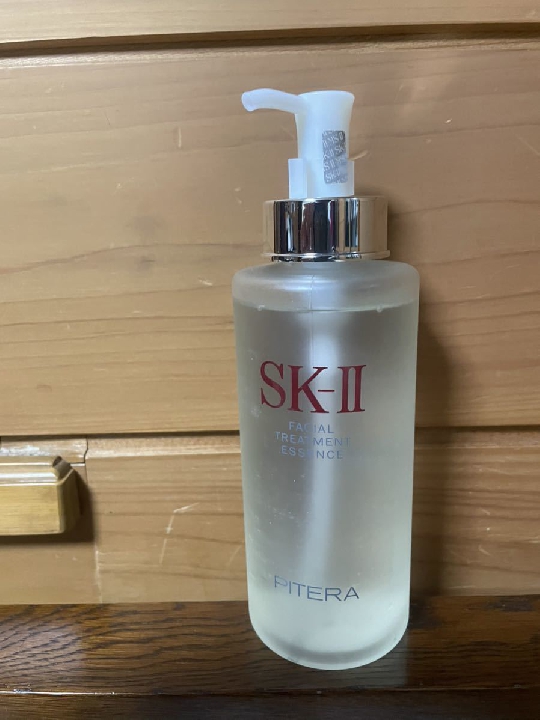 SK-II
FACIAL
TREATMENT
ESSENCE
PITERA